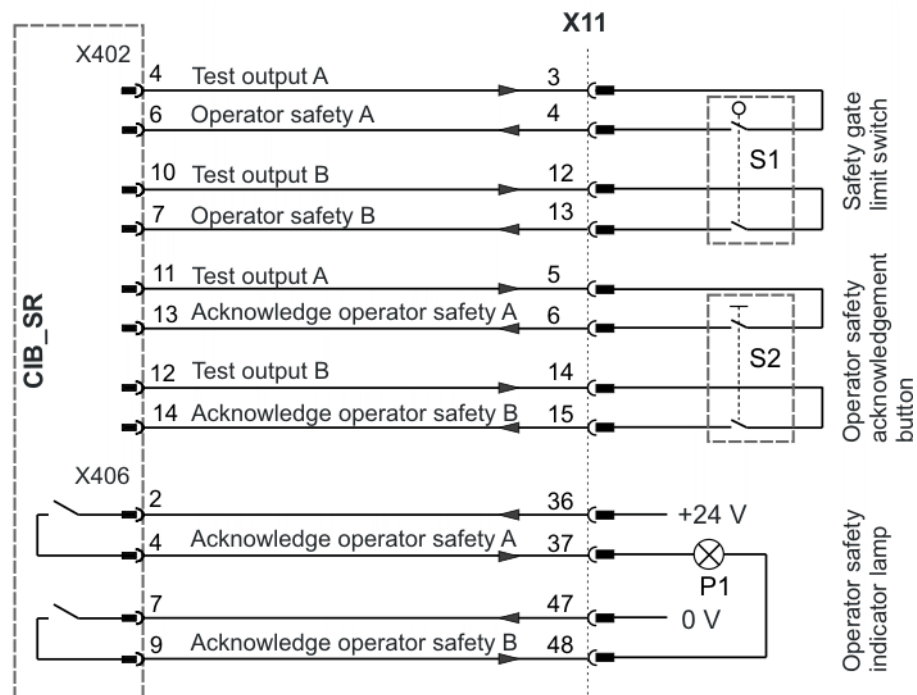 X11
X402
4 Test output A 3
6 Operator safety A 4
10 Test output B 12
7 Operator safety B 13
S1
Safety gate
limit switch
11 Test output A 5
13 Acknowledge operator safety A 6
12 Test output B 14
14 Acknowledge operator safety B 15
S2
Operator safety
acknowledgement
button
CIB_SR
X406
2 36 +24 V
4 Acknowledge operator safety A 37
P1
7 47 0 V
9 Acknowledge operator safety B 48
Operator safety
indicator lamp